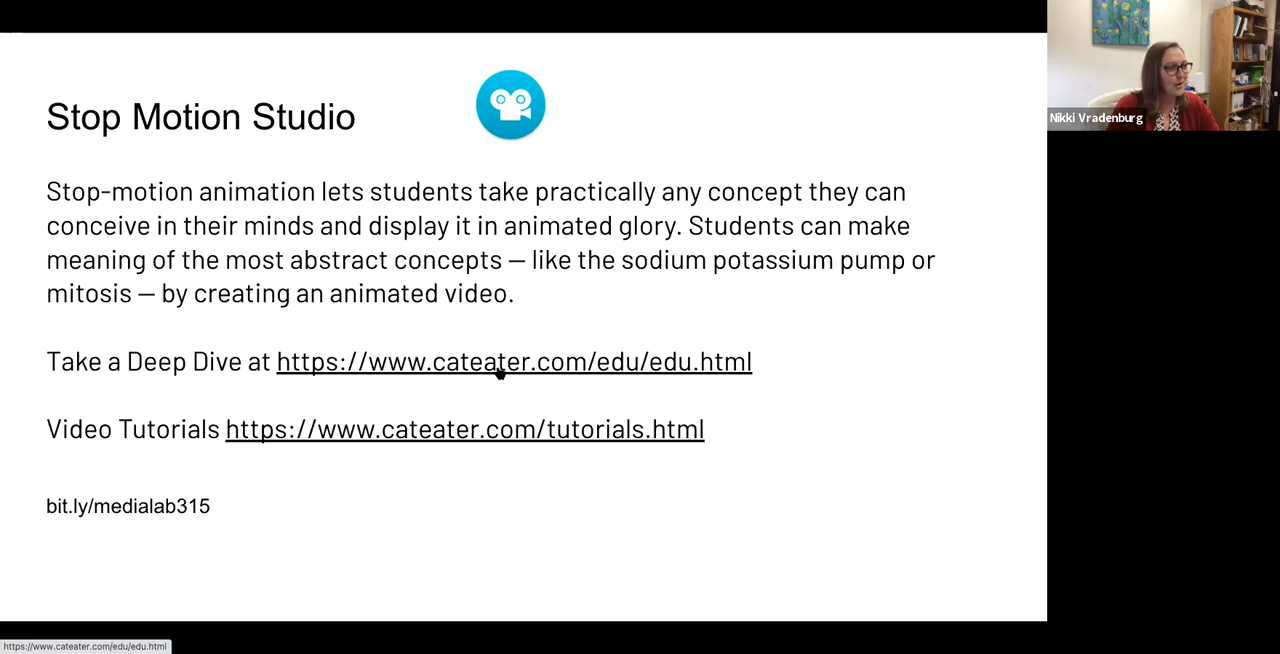 Stop Motion Studio
Stop-motion animation lets students take practically any concept they can
conceive in their minds and display it in animated glory. Students can make
meaning of the most abstract concepts — like the sodium potassium pump or
mitosis — by creating an animated video.
Take a Deep Dive at https://www.cateater.com/edu/edu.html
Video Tutorials https://www.cateater.com/tutorials.html
bit.ly/medialab315
Nikki Vradenburg
https://www.cateater.com/edu/edu.html